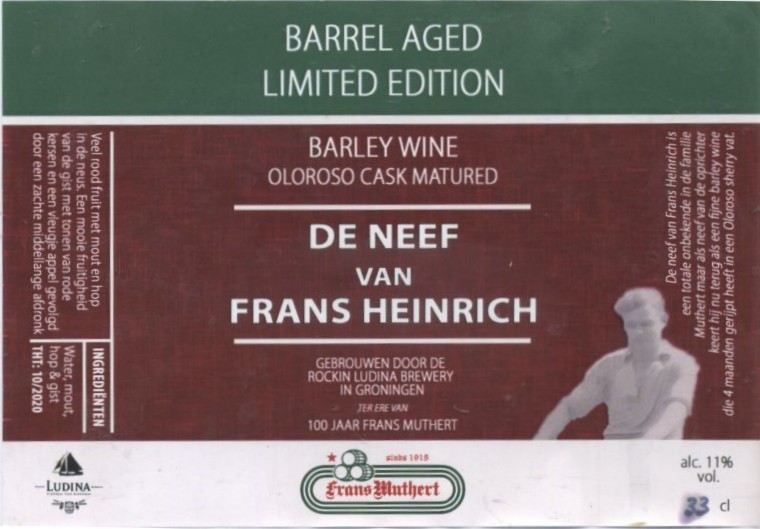 BARREL AGED
LIMITED EDITION
BARLEY WINE
OLOROSO CASK MATURED
DE NEEF
VAN
FRANS HEINRICH
GEBROUWEN DOOR DE
ROCKIN LUDINA BREWERY
IN GRONINGEN
TER ERE VAN
100 JAAR FRANS MUTHERT
Veel rood fruit met mout en hop
in de neus. Een mooie fruitigheid
van de gist met tonen van rode
kersen en een vleugje appel gevolgd
door een zachte middellange afdronk
INGREDIËNTEN
Water, mout,
hop & gist
THT: 10/2020
De neef van Frans Heinrich is
een totale onbekende in de familie
Muthert maar als neef van de oprichter
keert hij nu terug als een fijne barley wine
die 4 maanden gerijpt heeft in een Oloroso sherry vat.
LUDINA
sinds 1918
Frans Muthert
alc. 11%
vol.
33 cl